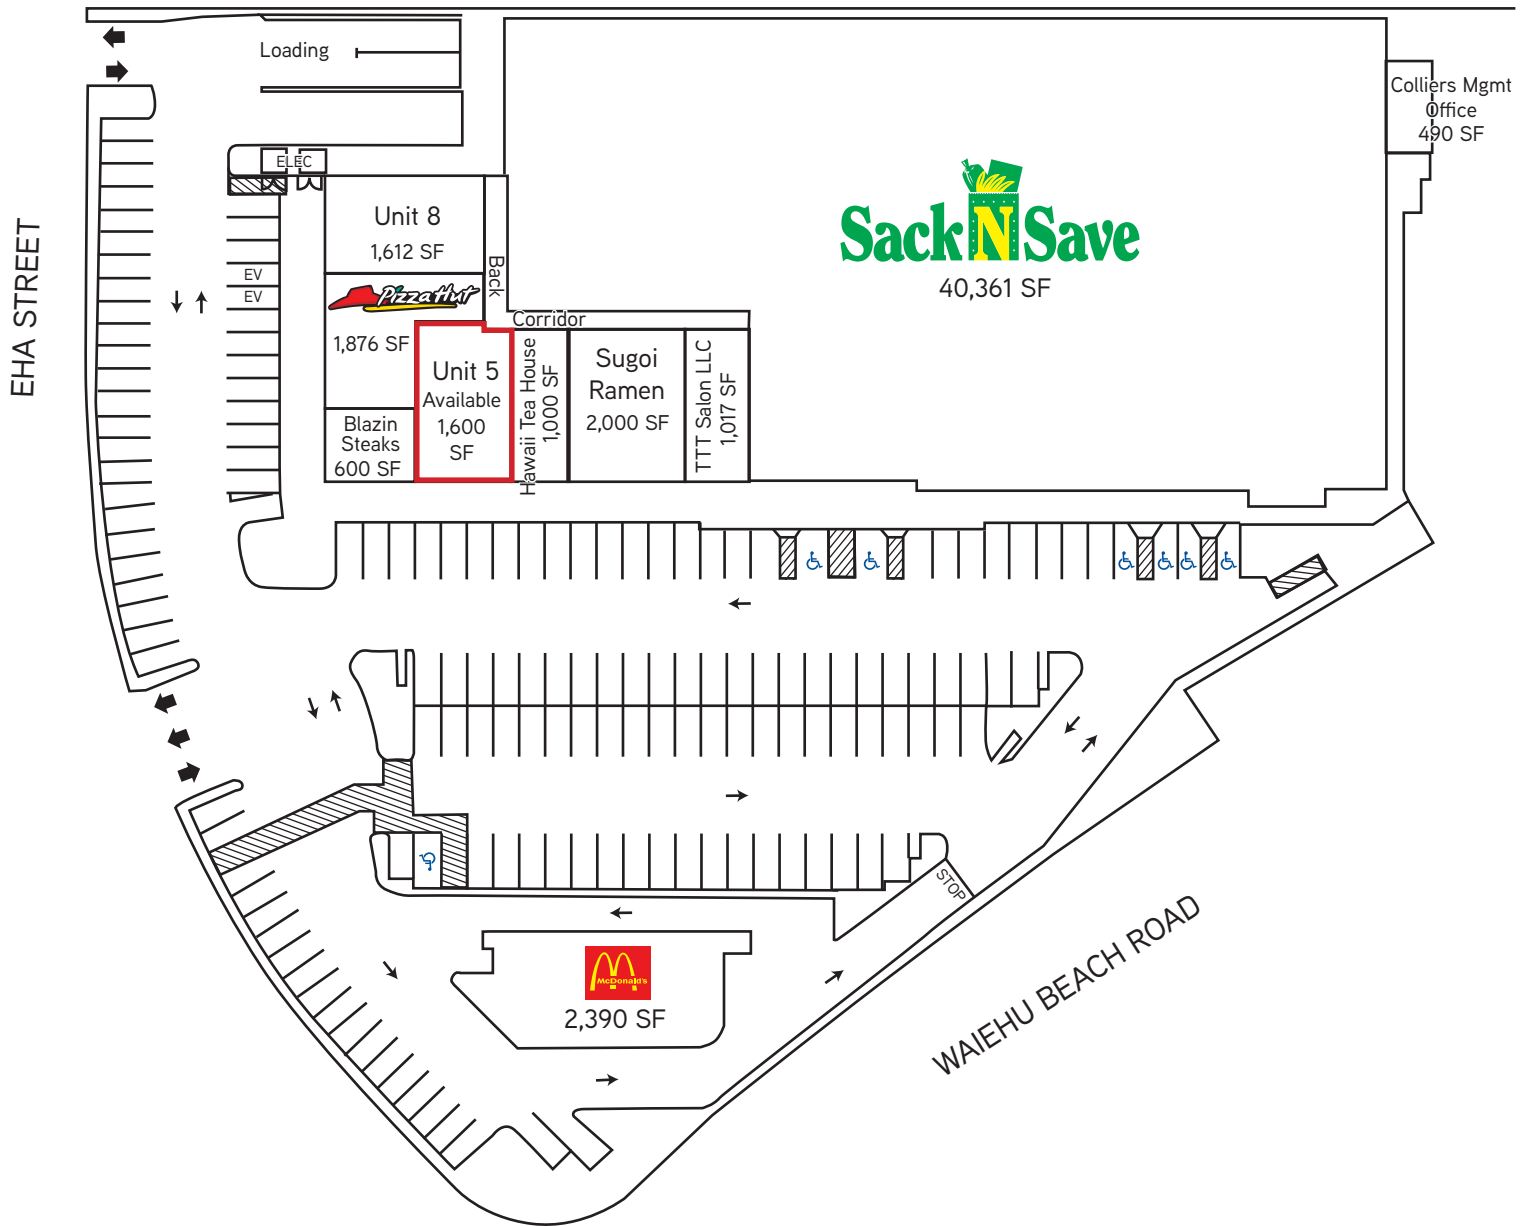 Loading
Colliers Mgmt
Office
490 SF
ELEC
Unit 8
1,612 SF
Sack N Save
40,361 SF
EHA STREET
EV
EV
Back
Corridor
Pizza Hut
1,876 SF
Unit 5
Available
1,600
SF
Hawaii Tea House
1,000 SF
Sugoi
Ramen
2,000 SF
TTT Salon LLC
1,017 SF
Blazin
Steaks
600 SF
STOP
McDonald's
2,390 SF
WAIEHU BEACH ROAD